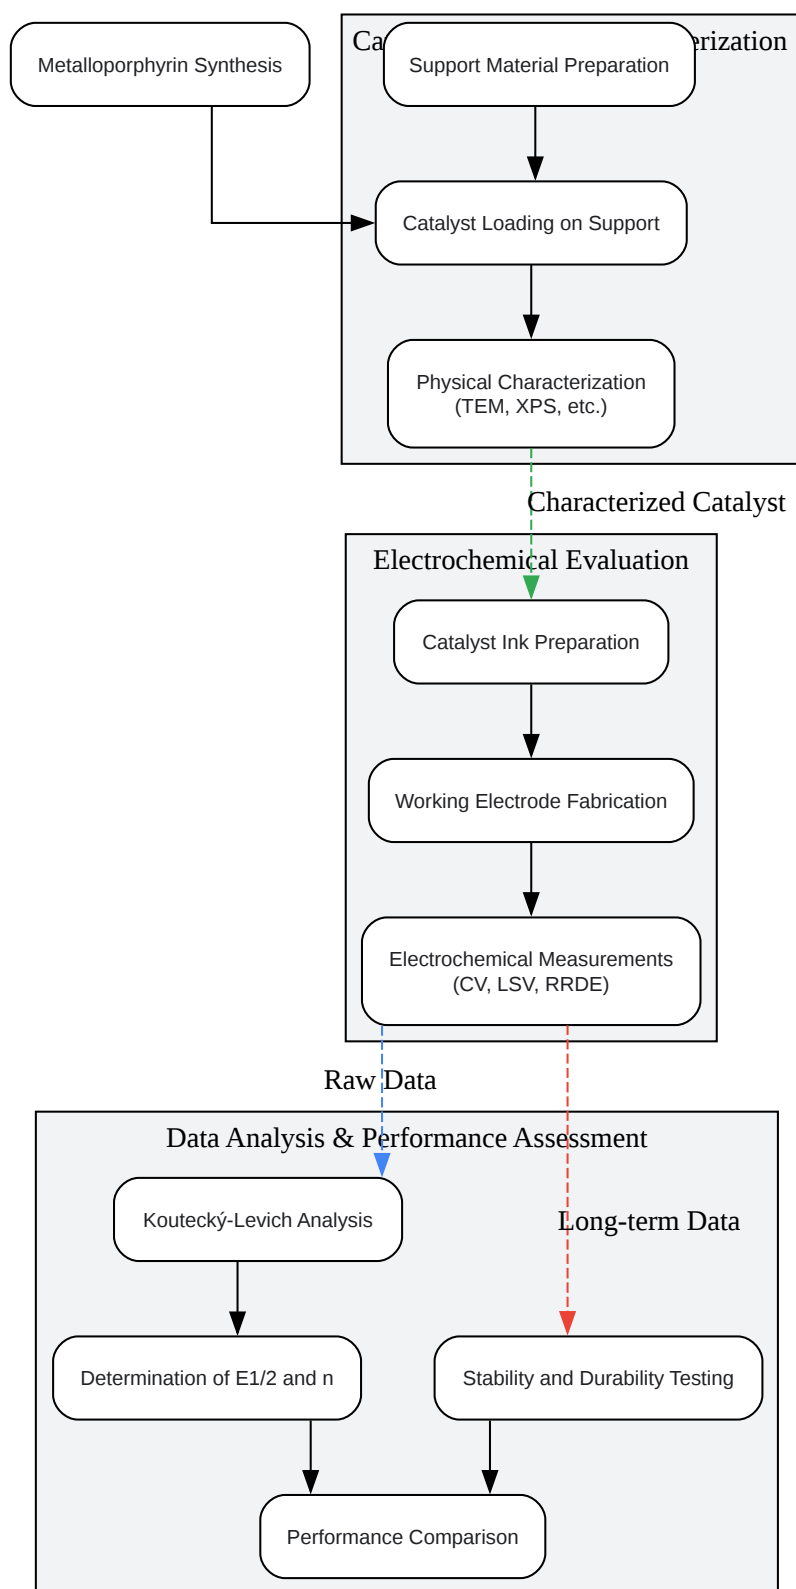 Metalloporphyrin Synthesis
Support Material Preparation
Catalyst Loading on Support
Physical Characterization
(TEM, XPS, etc.)
Characterized Catalyst
Electrochemical Evaluation
Catalyst Ink Preparation
Working Electrode Fabrication
Electrochemical Measurements
(CV, LSV, RRDE)
Raw Data
Data Analysis & Performance Assessment
Koutecký-Levich Analysis
Long-term Data
Determination of E1/2 and n
Stability and Durability Testing
Performance Comparison